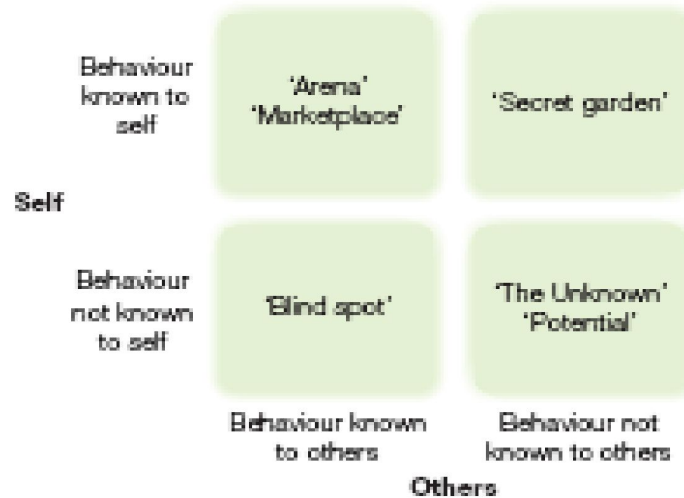 Behaviour
known to
self
'Arena'
'Marketplace'
'Secret garden'
Self
Behaviour
not known
to self
'Blind spot'
'The Unknown'
'Potential'
Behaviour known
to others
Behaviour not
known to others
Others